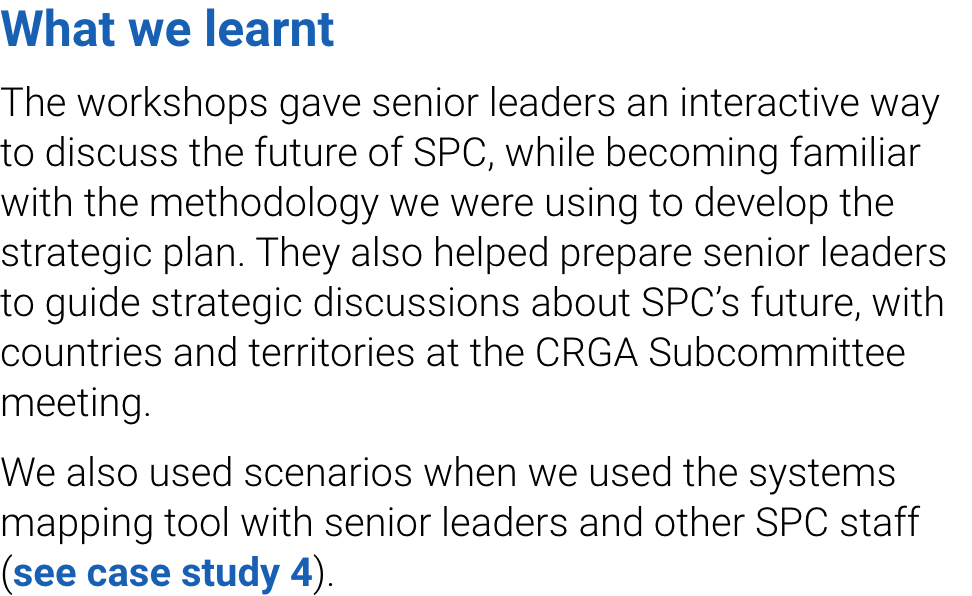 What we learnt
The workshops gave senior leaders an interactive way
to discuss the future of SPC, while becoming familiar
with the methodology we were using to develop the
strategic plan. They also helped prepare senior leaders
to guide strategic discussions about SPC’s future, with
countries and territories at the CRGA Subcommittee
meeting.
We also used scenarios when we used the systems
mapping tool with senior leaders and other SPC staff
(see case study 4).